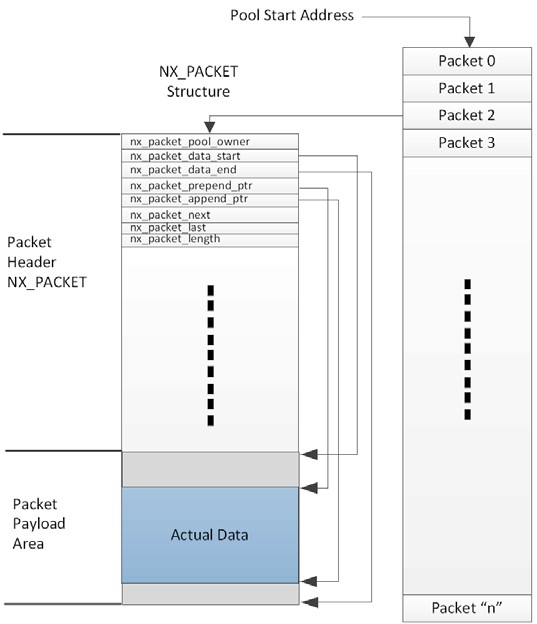 Pool Start Address
Packet 0
Packet 1
Packet 2
Packet 3
Packet “n”
NX_PACKET
Structure
nx_packet_pool_owner
nx_packet_data_start
nx_packet_data_end
nx_packet_prepend_ptr
nx_packet_append_ptr
nx_packet_next
nx_packet_last
nx_packet_length
Packet
Header
NX_PACKET
Packet
Payload
Area
Actual Data